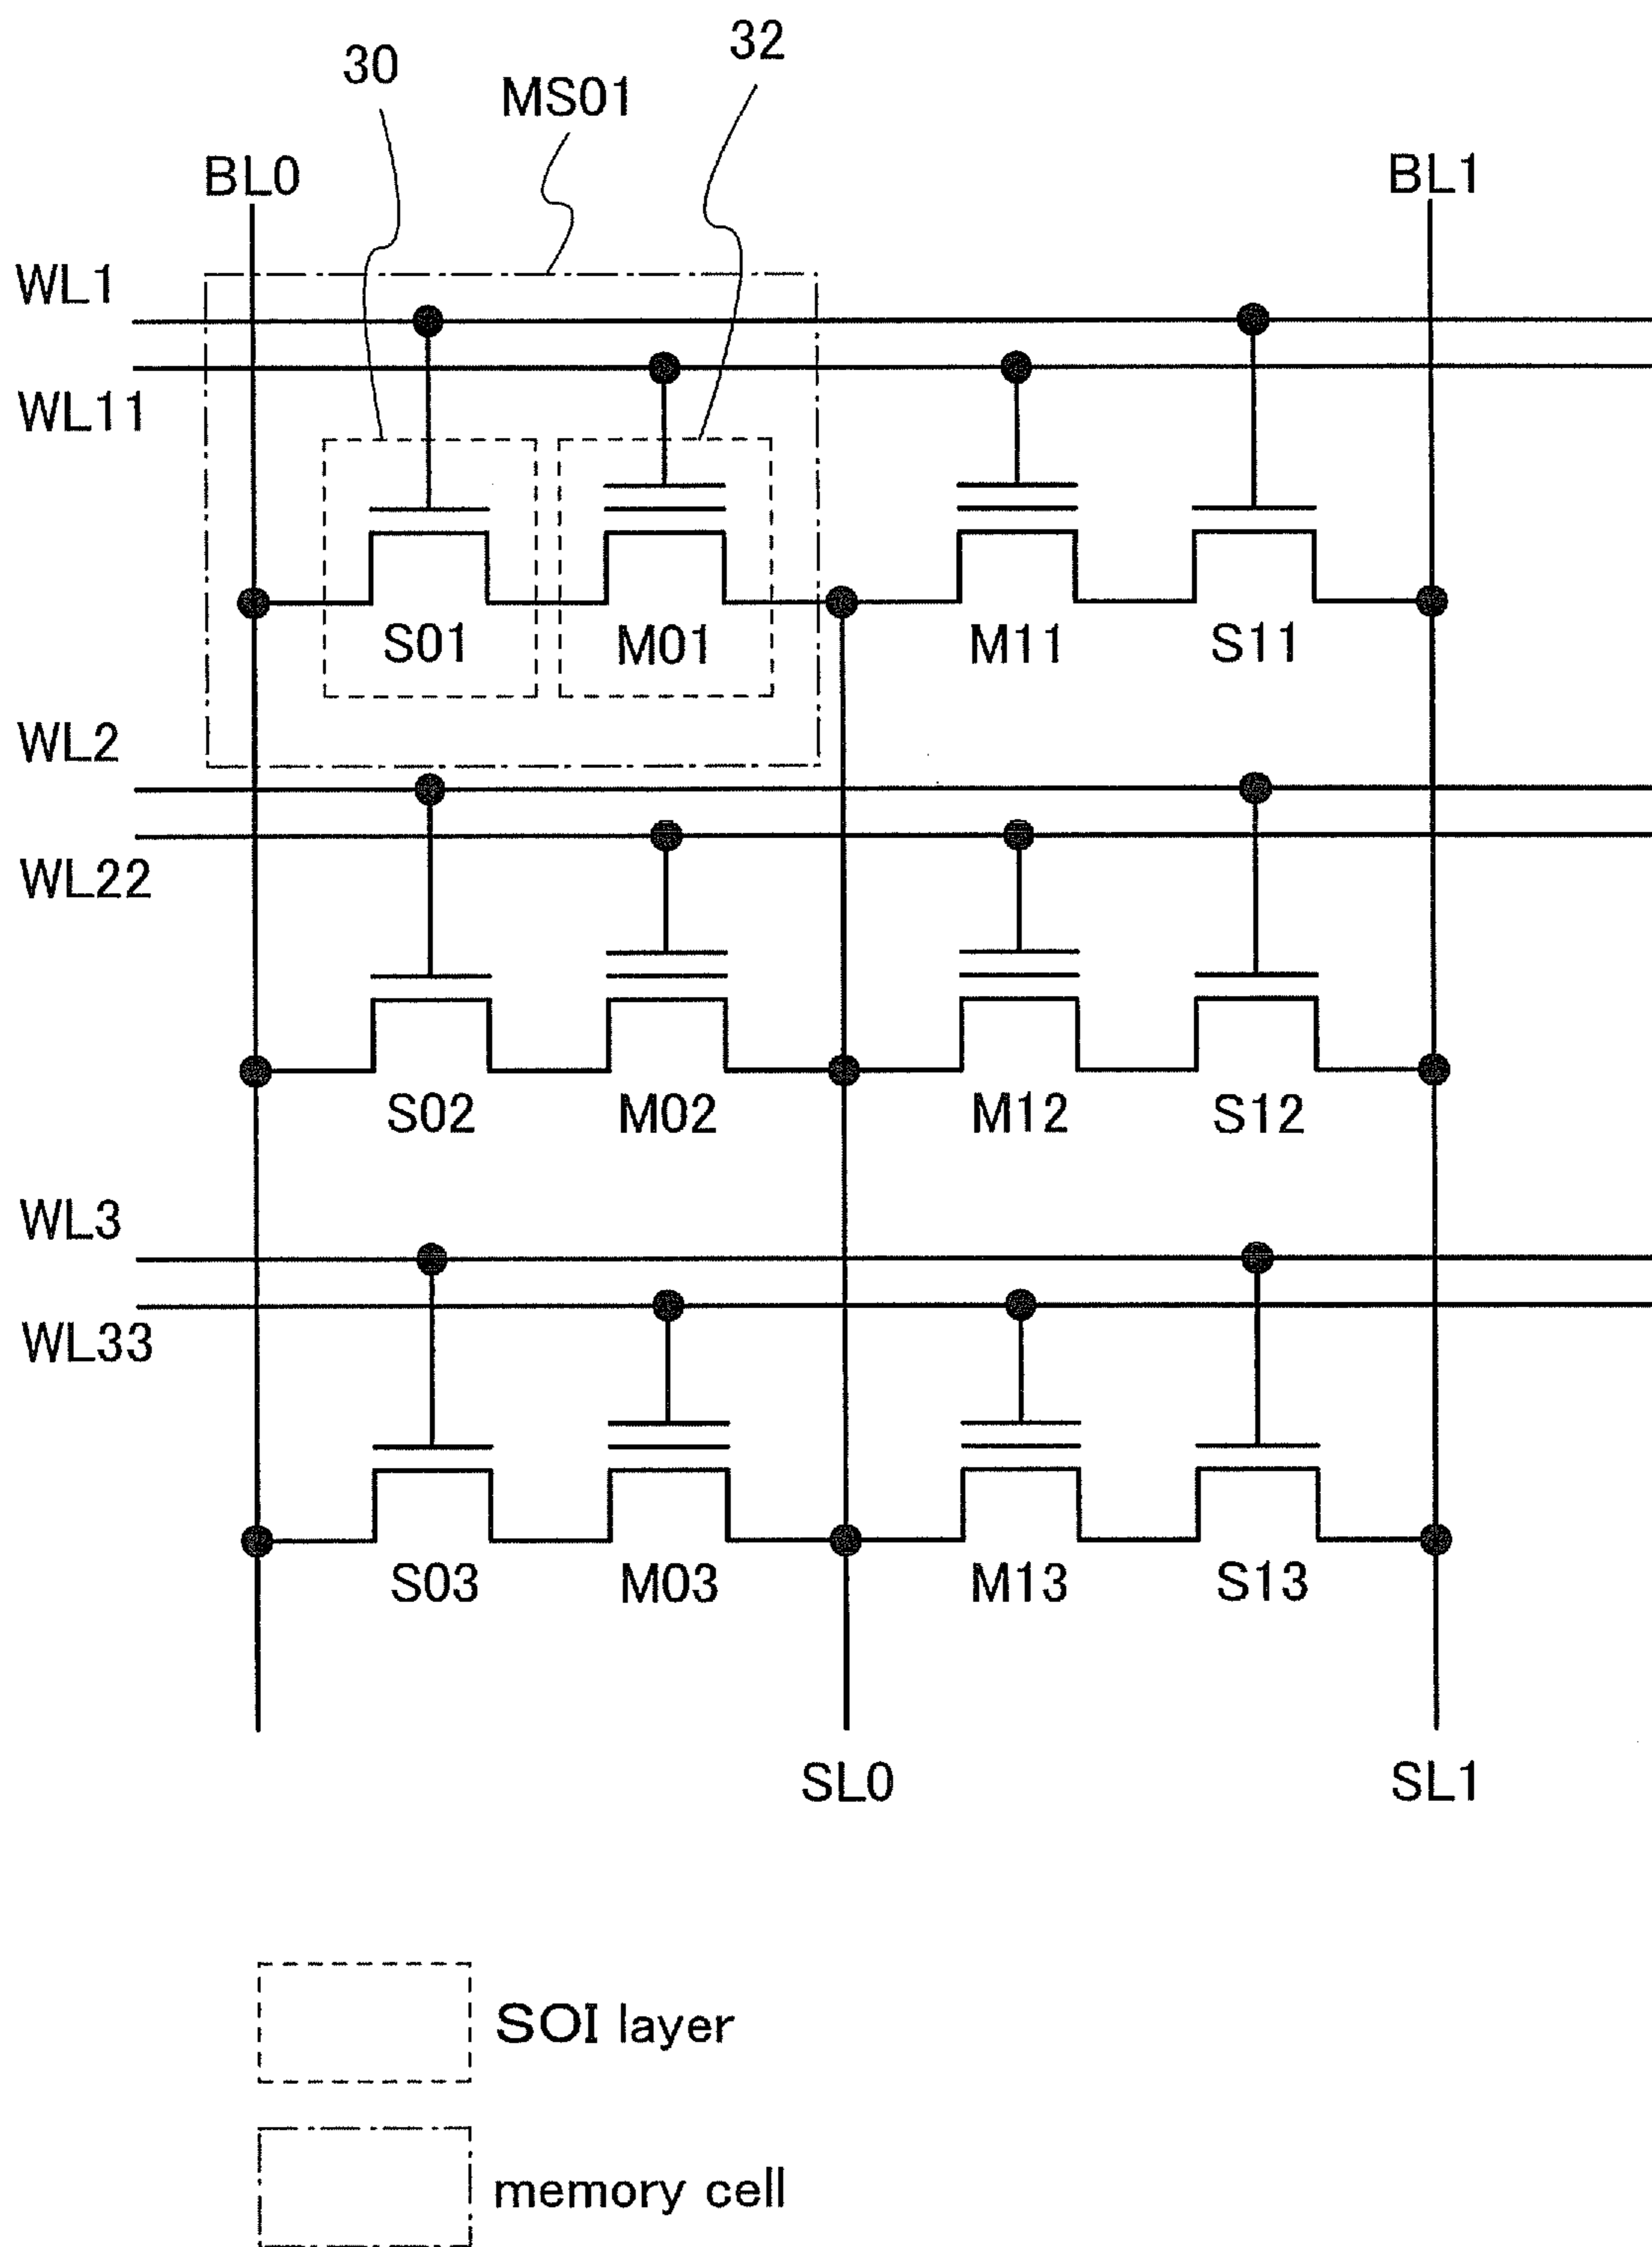 32
30
MS01
BL0
BL1
WL1
WL11
S01
M01
M11
S11
WL2
WL22
S02
M02
M12
S12
WL3
WL33
S03
M03
M13
S13
SL0
SL1
SOI layer
memory cell